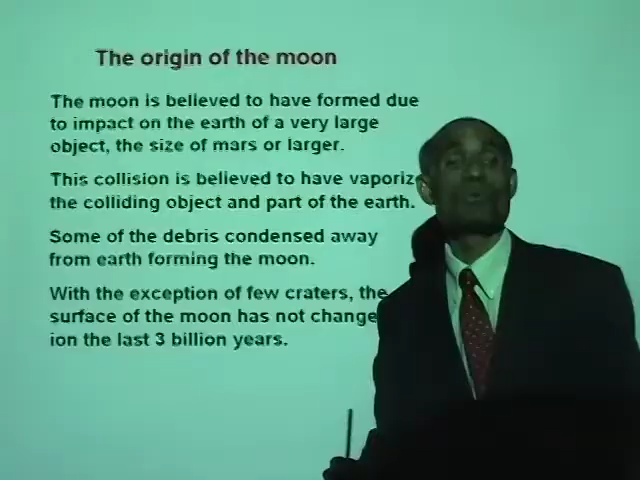 The origin of the moon
The moon is believed to have formed due
to impact on the earth of a very large
object, the size of mars or larger.
This collision is believed to have vaporiz
the colliding object and part of the earth.
Some of the debris condensed away
from earth forming the moon.
With the exception of few craters, the
surface of the moon has not change
ion the last 3 billion years.